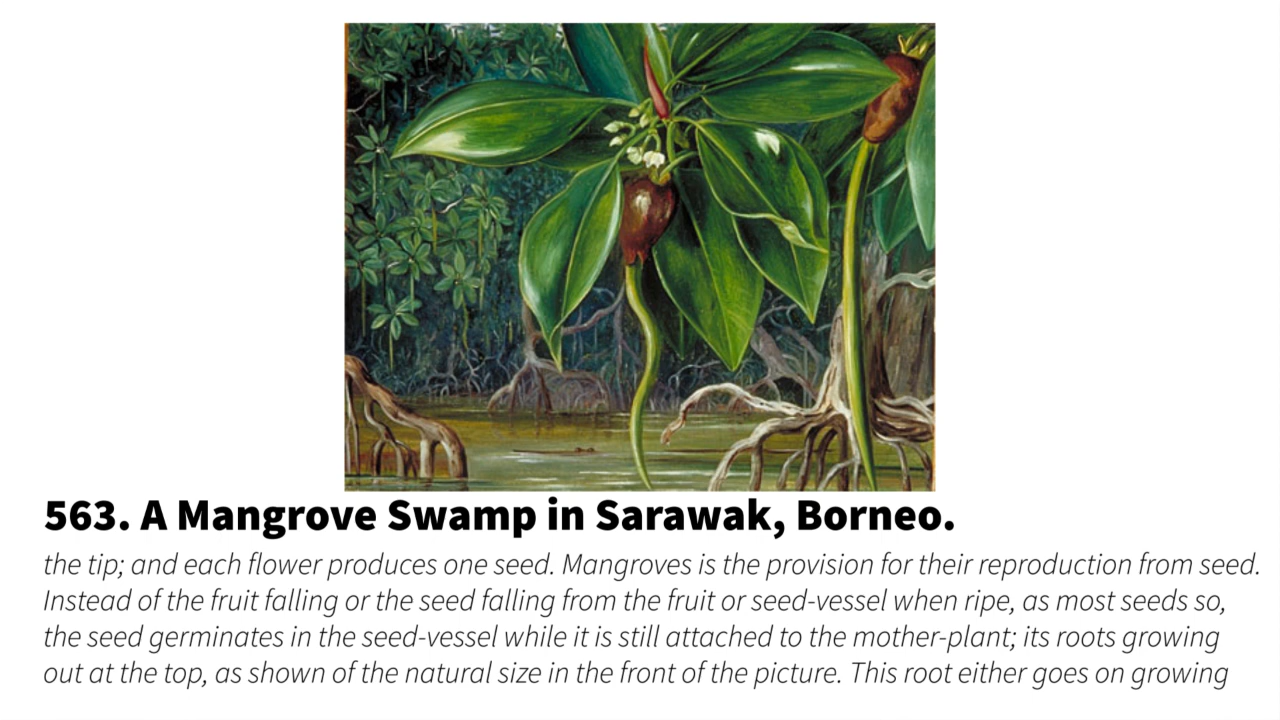 563. A Mangrove Swamp in Sarawak, Borneo.
the tip; and each flower produces one seed. Mangroves is the provision for their reproduction from seed.
Instead of the fruit falling or the seed falling from the fruit or seed-vessel when ripe, as most seeds so,
the seed germinates in the seed-vessel while it is still attached to the mother-plant; its roots growing
out at the top, as shown of the natural size in the front of the picture. This root either goes on growing